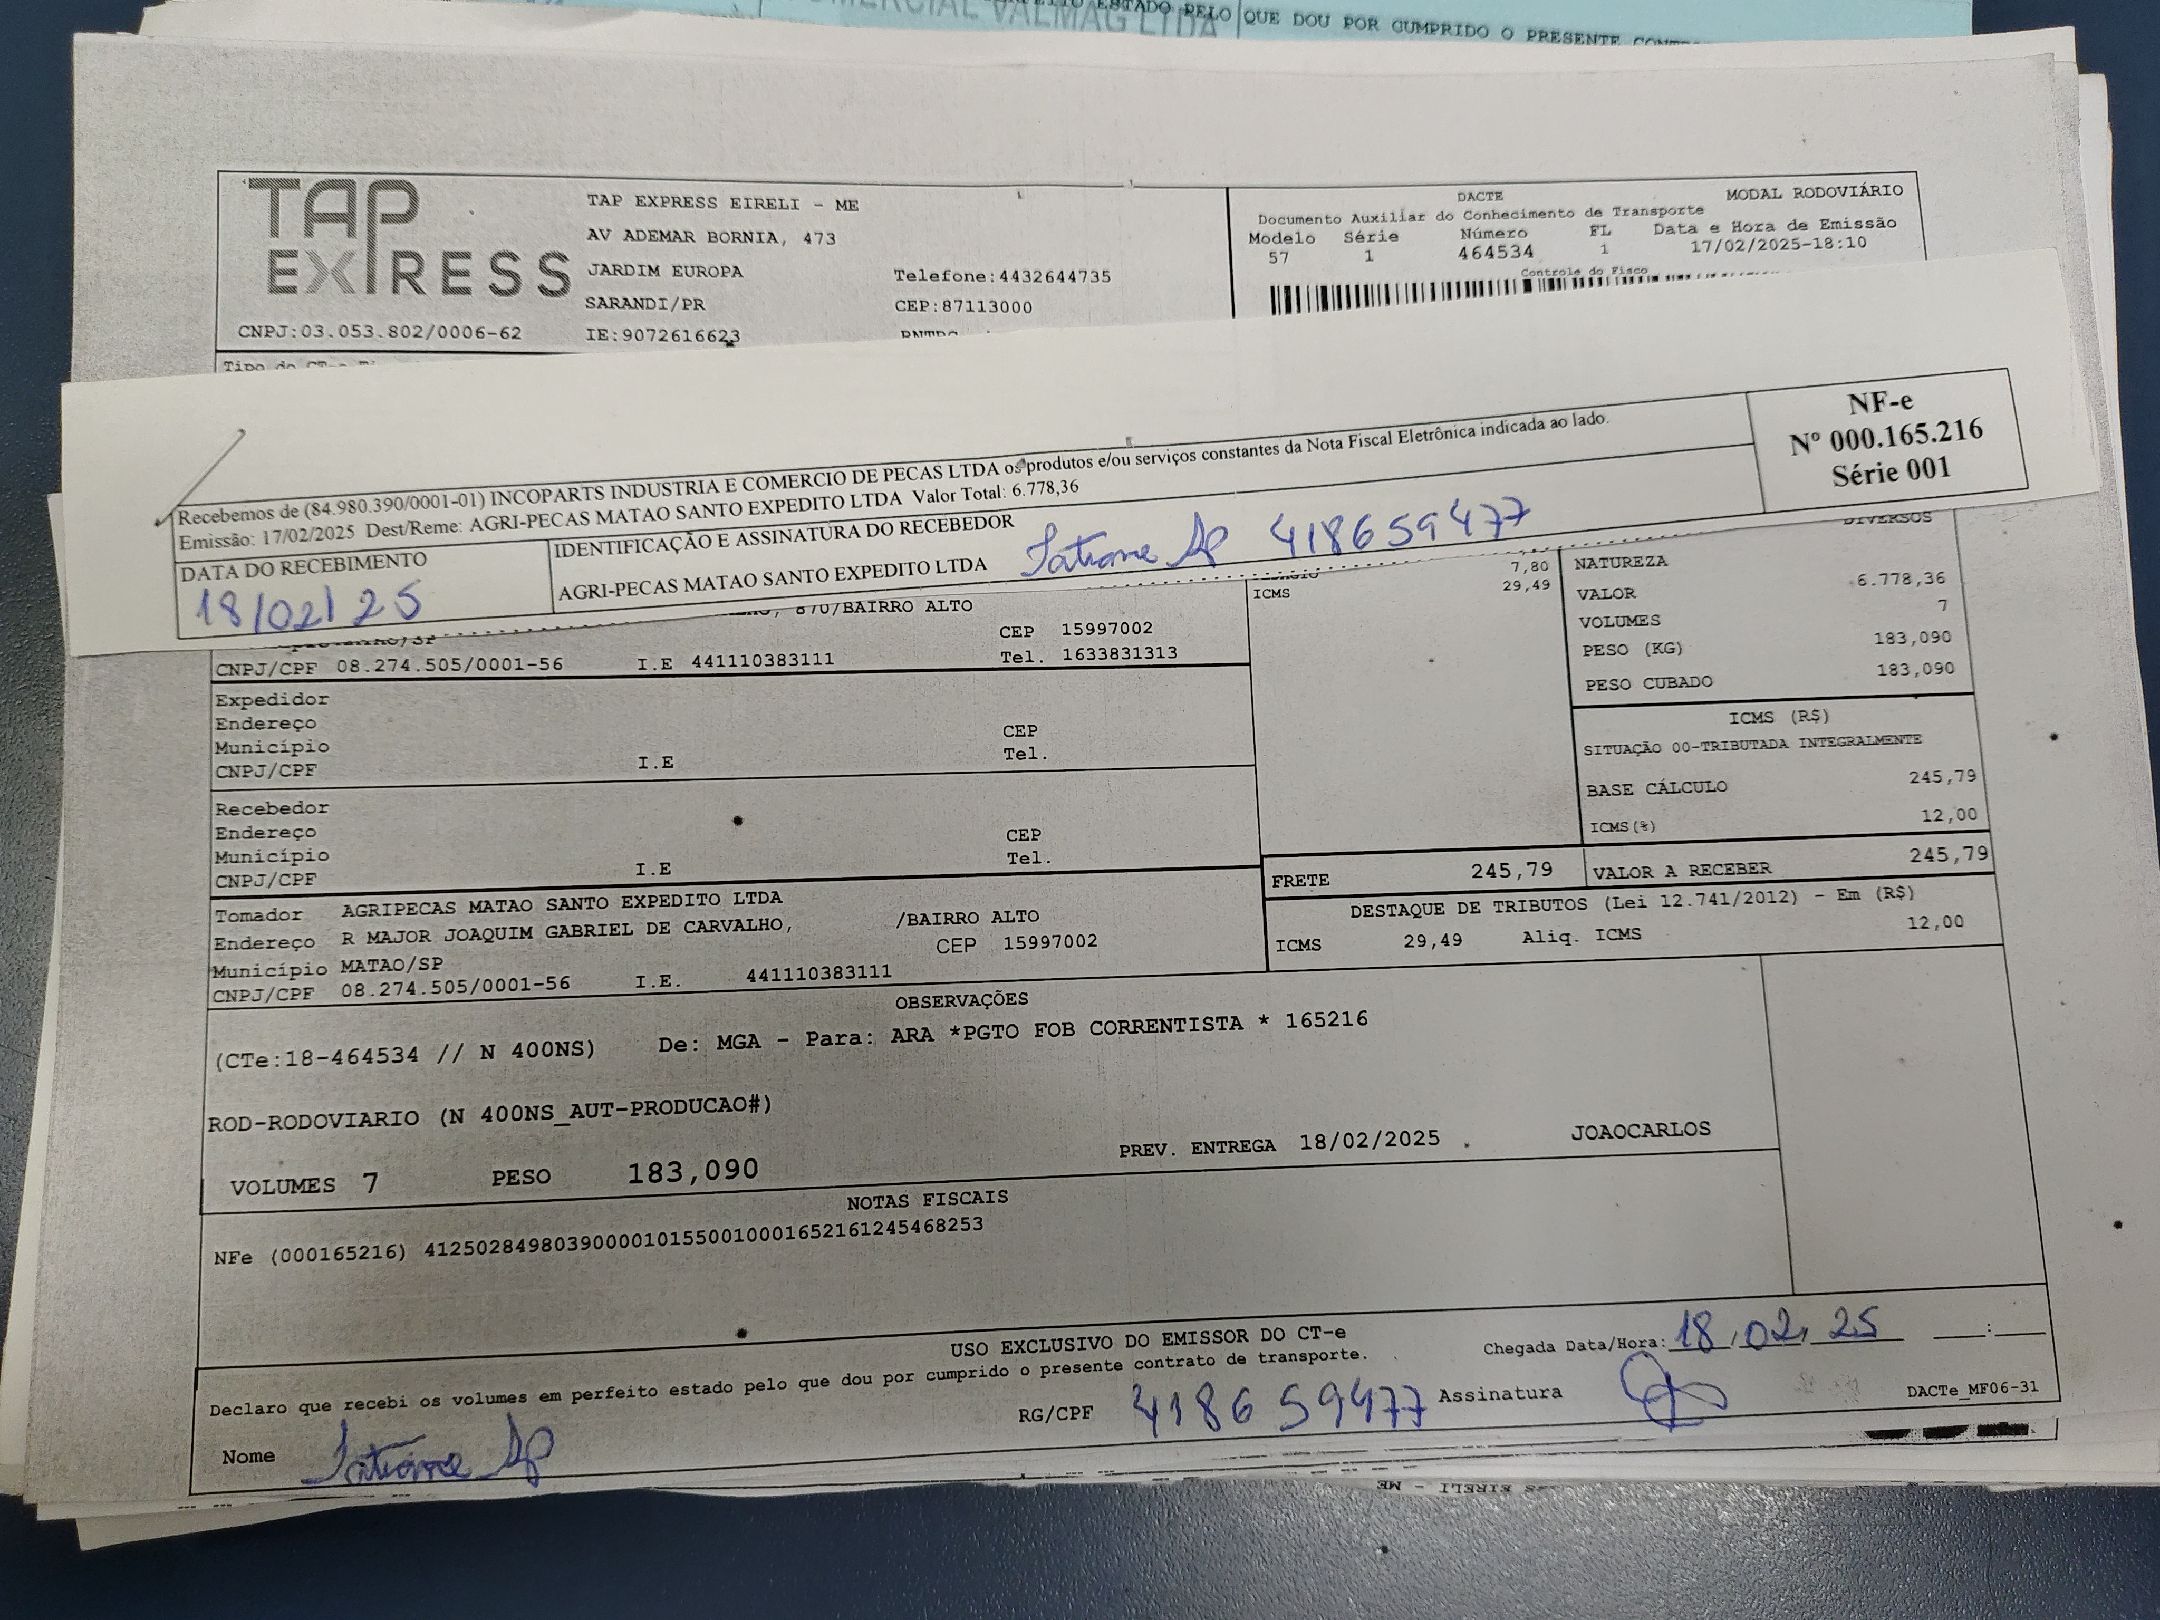 QUE DOU POR CUMPRIDO O PRESENTE
TAP
EXPRESS
CNPJ:03.053.802/0006-62
TAP EXPRESS EIRELI - ME
AV ADEMAR BORNIA, 473
JARDIM EUROPA
SARANDI/PR
IE:9072616623
Telefone:4432644735
CEP:87113000
DACTE MODAL RODOVIÁRIO
Documento Auxiliar do Conhecimento de Transporte
Modelo Série Número FL Data e Hora de Emissão
57 1 464534 1 17/02/2025-18:10
Controle do Fisco
Recebemos de (84.980.390/0001-01) INCOPARTS INDUSTRIA E COMERCIO DE PECAS LTDA os produtos e/ou serviços constantes da Nota Fiscal Eletrônica indicada ao lado.
Emissão: 17/02/2025 Dest/Reme: AGRI-PECAS MATAO SANTO EXPEDITO LTDA Valor Total: 6.778,36
NF-e
Nº 000.165.216
Série 001
DATA DO RECEBIMENTO
18/02/25
IDENTIFICAÇÃO E ASSINATURA DO RECEBEDOR
AGRI-PECAS MATAO SANTO EXPEDITO LTDA Tatiane Ap 418659477
870/BAIRRO ALTO
CEP 15997002
CNPJ/CPF 08.274.505/0001-56 I.E 441110383111 Tel. 1633831313
7,80
ICMS 29,49
DIVERSOS
NATUREZA
VALOR 6.778,36
VOLUMES 7
PESO (KG) 183,090
PESO CUBADO 183,090
ICMS (R$)
SITUAÇÃO 00-TRIBUTADA INTEGRALMENTE
BASE CÁLCULO 245,79
ICMS(%) 12,00
Expedidor
Endereço CEP
Município Tel.
CNPJ/CPF I.E
Recebedor
Endereço CEP
Município Tel.
CNPJ/CPF I.E
FRETE 245,79 VALOR A RECEBER 245,79
DESTAQUE DE TRIBUTOS (Lei 12.741/2012) - Em (R$)
ICMS 29,49 Aliq. ICMS 12,00
Tomador AGRIPECAS MATAO SANTO EXPEDITO LTDA
Endereço R MAJOR JOAQUIM GABRIEL DE CARVALHO, /BAIRRO ALTO
Município MATAO/SP CEP 15997002
CNPJ/CPF 08.274.505/0001-56 I.E. 441110383111
OBSERVAÇÕES
(CTe:18-464534 // N 400NS) De: MGA - Para: ARA *PGTO FOB CORRENTISTA * 165216
ROD-RODOVIARIO (N 400NS_AUT-PRODUCAO#)
VOLUMES 7 PESO 183,090 PREV. ENTREGA 18/02/2025 JOAOCARLOS
NOTAS FISCAIS
NFe (000165216) 41250284980390000101550010001652161245468253
USO EXCLUSIVO DO EMISSOR DO CT-e
Declaro que recebi os volumes em perfeito estado pelo que dou por cumprido o presente contrato de transporte.
Chegada Data/Hora: 18/02/25 __:__
Nome Tatiane Ap RG/CPF 418659477 Assinatura
DACTe_MF06-31